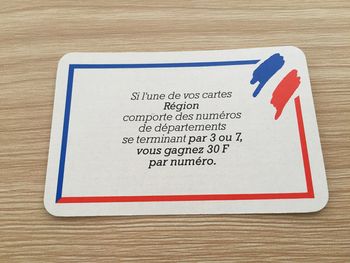 Si l'une de vos cartes
Région
comporte des numéros
de départements
se terminant par 3 ou 7,
vous gagnez 30 F
par numéro.